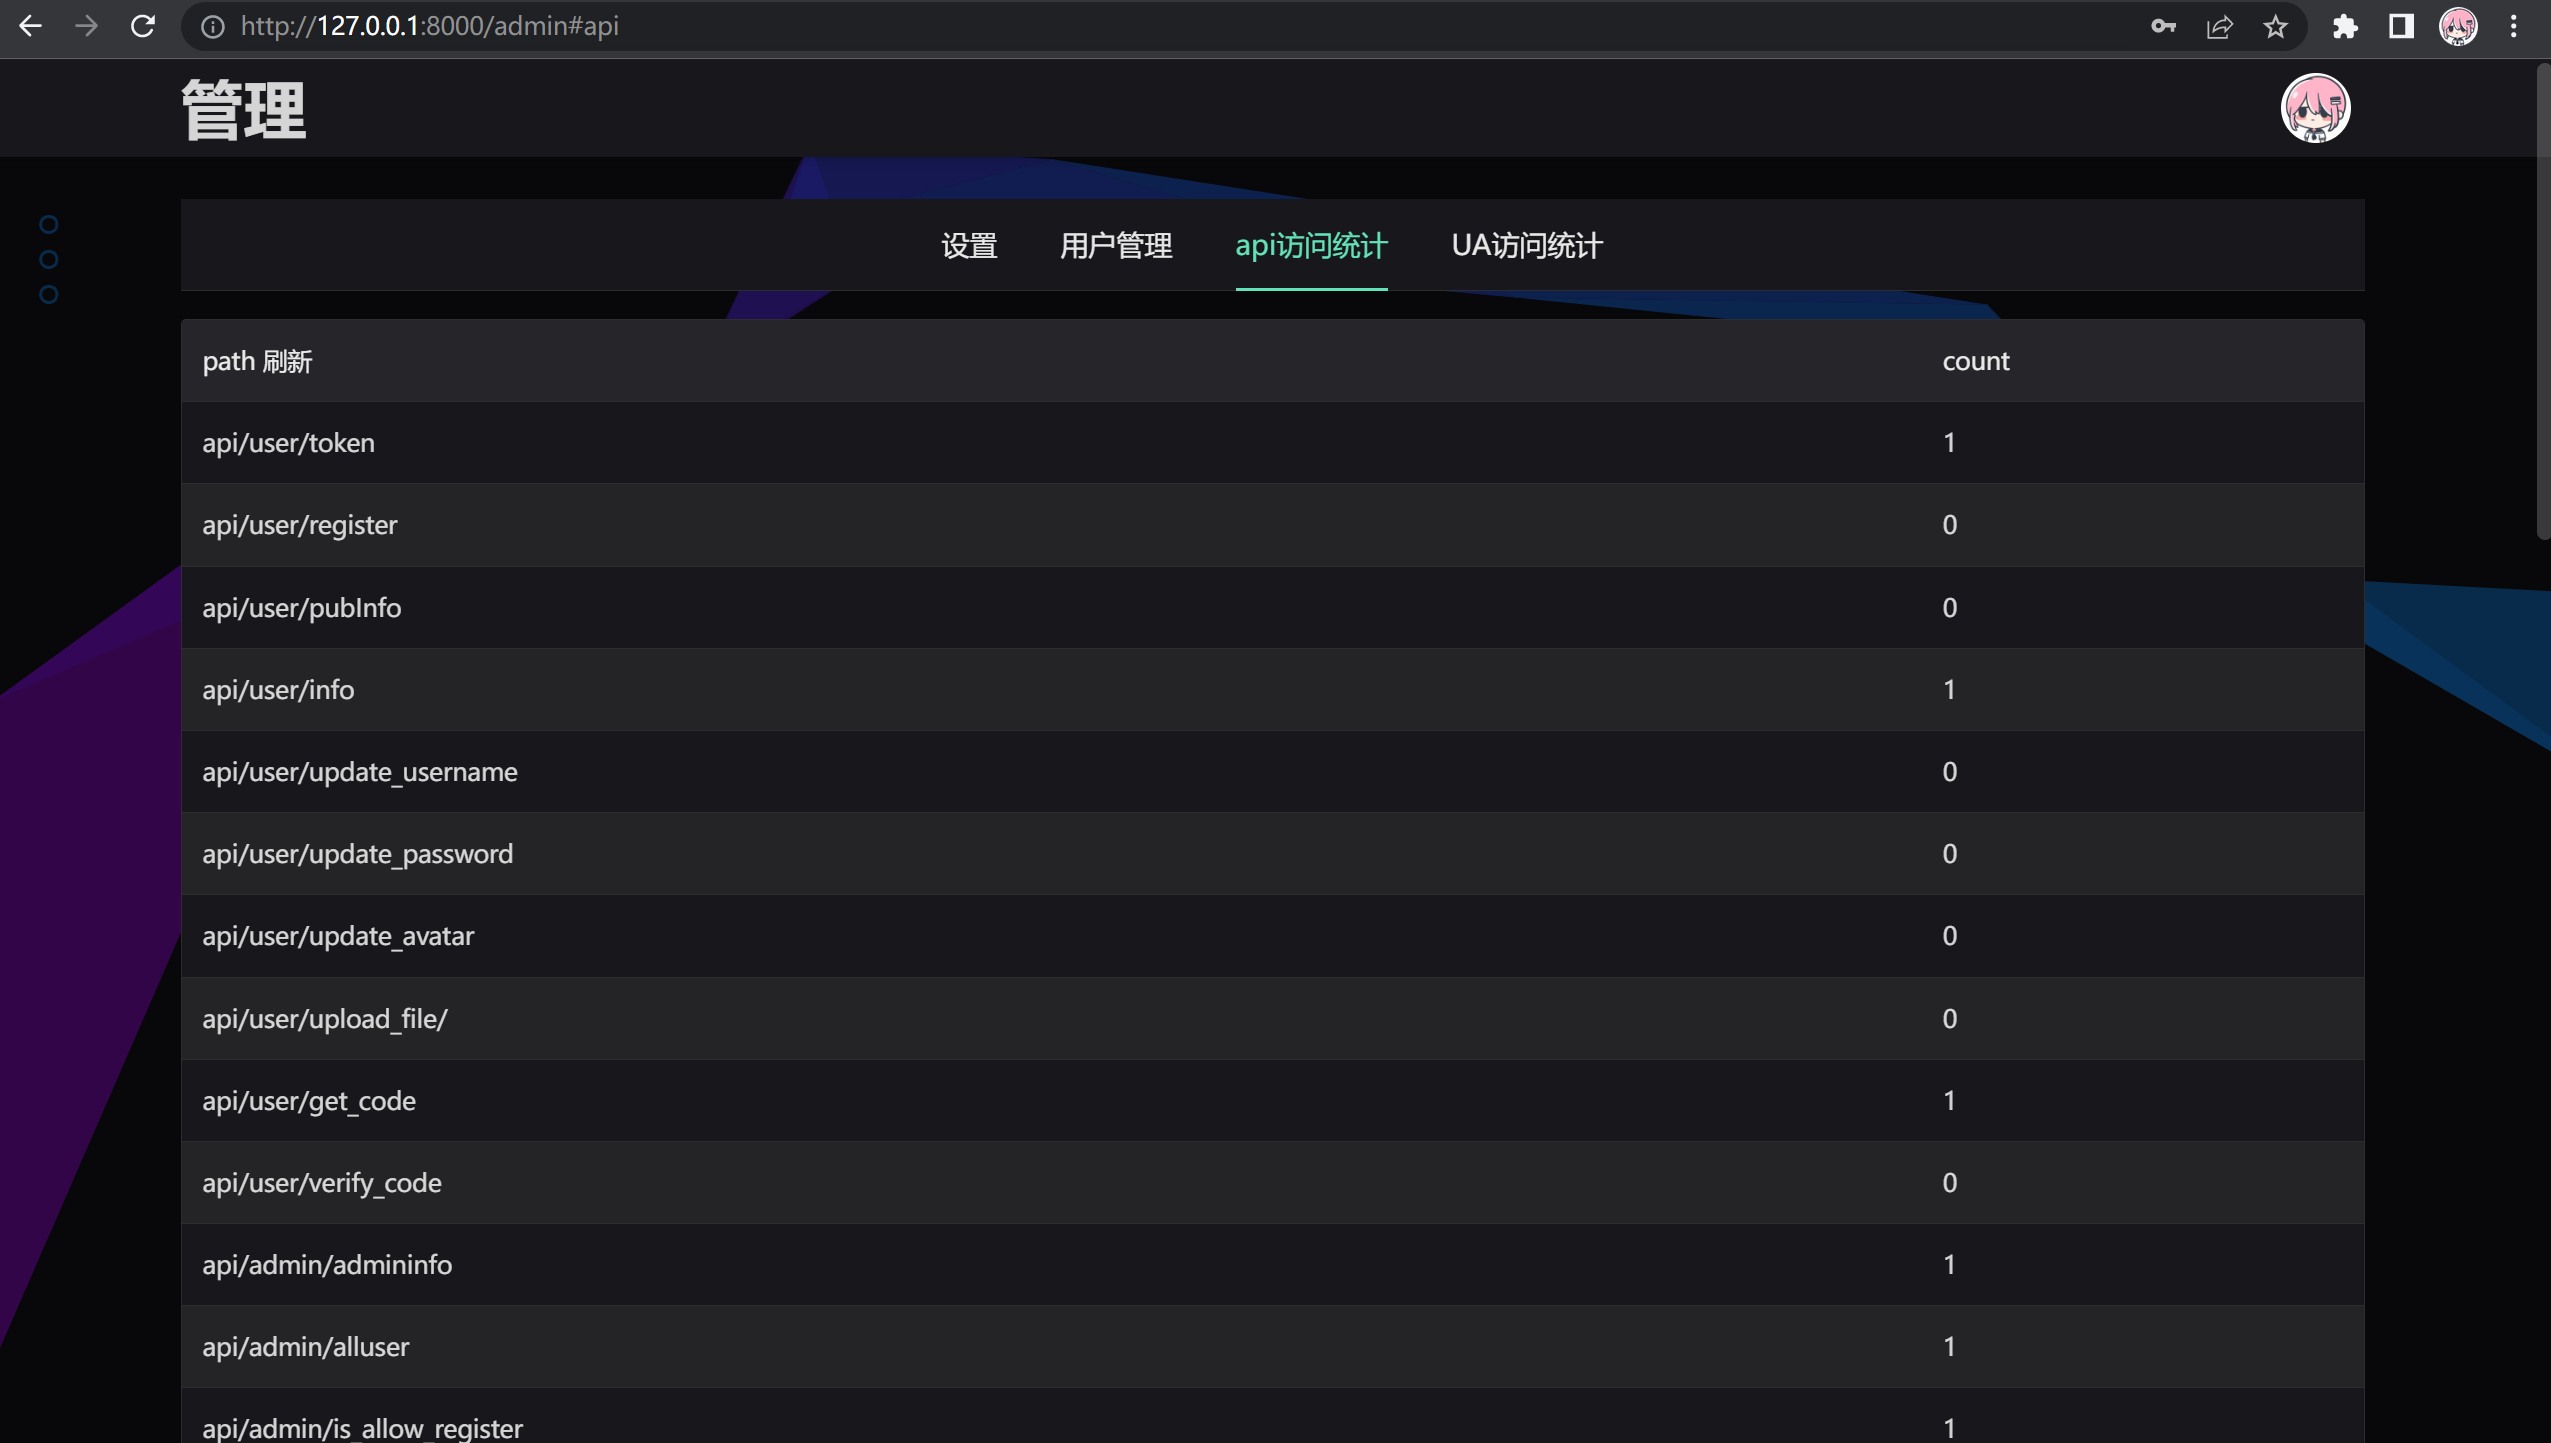 http://127.0.0.1:8000/admin#api
管理
设置 用户管理 api访问统计 UA访问统计
path 刷新 count
api/user/token 1
api/user/register 0
api/user/pubInfo 0
api/user/info 1
api/user/update_username 0
api/user/update_password 0
api/user/update_avatar 0
api/user/upload_file/ 0
api/user/get_code 1
api/user/verify_code 0
api/admin/admininfo 1
api/admin/alluser 1
api/admin/is_allow_register 1